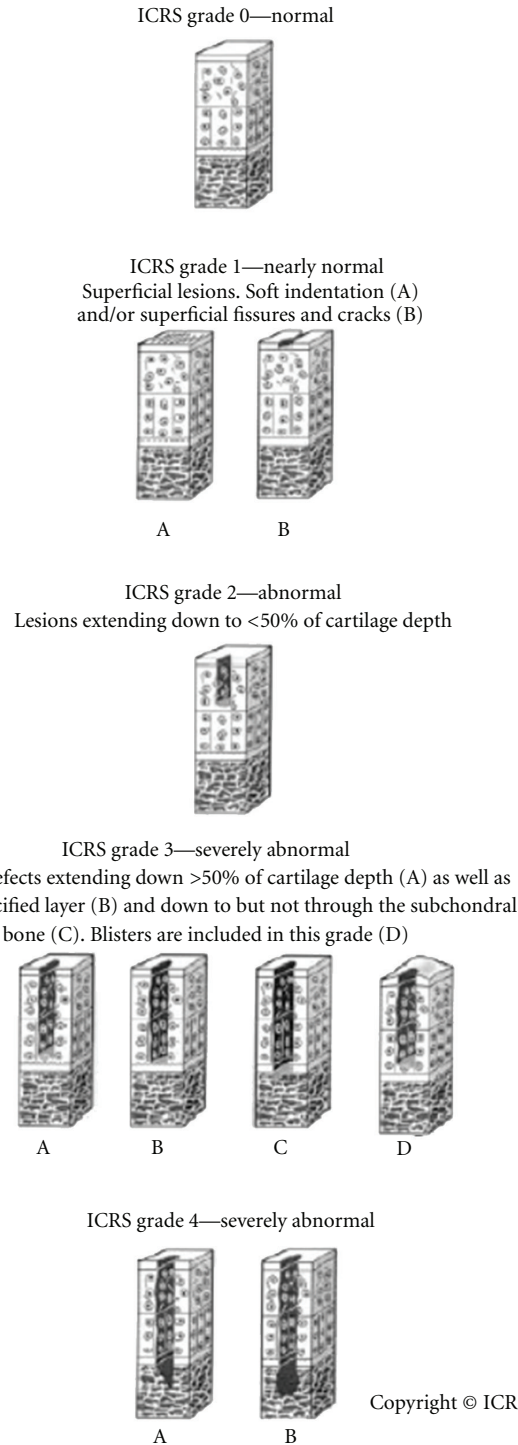 ICRS grade 0—normal
ICRS grade 1—nearly normal
Superficial lesions. Soft indentation (A)
and/or superficial fissures and cracks (B)
A B
ICRS grade 2—abnormal
Lesions extending down to <50% of cartilage depth
ICRS grade 3—severely abnormal
efects extending down >50% of cartilage depth (A) as well as
cified layer (B) and down to but not through the subchondral
bone (C). Blisters are included in this grade (D)
A B C D
ICRS grade 4—severely abnormal
Copyright © ICR
A B